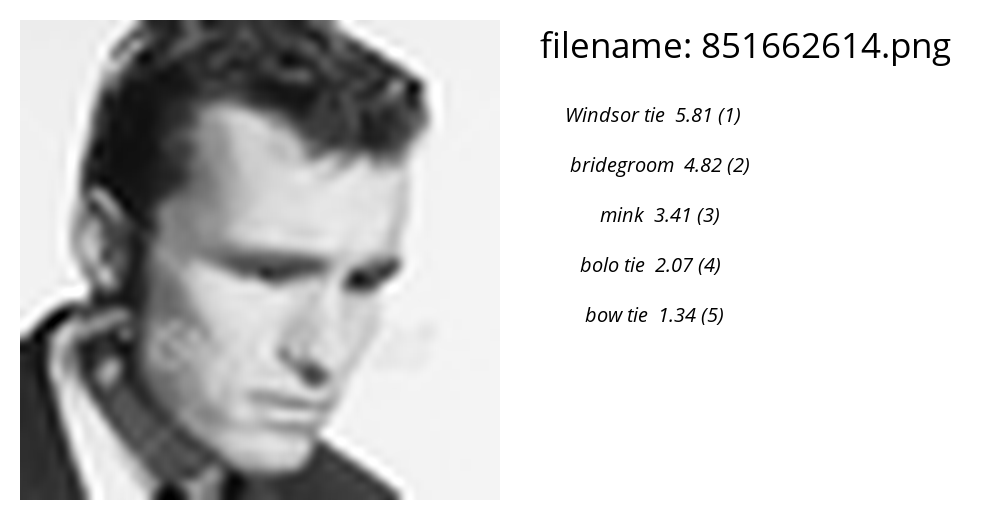 filename: 851662614.png
Windsor tie 5.81 (1)
bridegroom 4.82 (2)
mink 3.41 (3)
bolo tie 2.07 (4)
bow tie 1.34 (5)